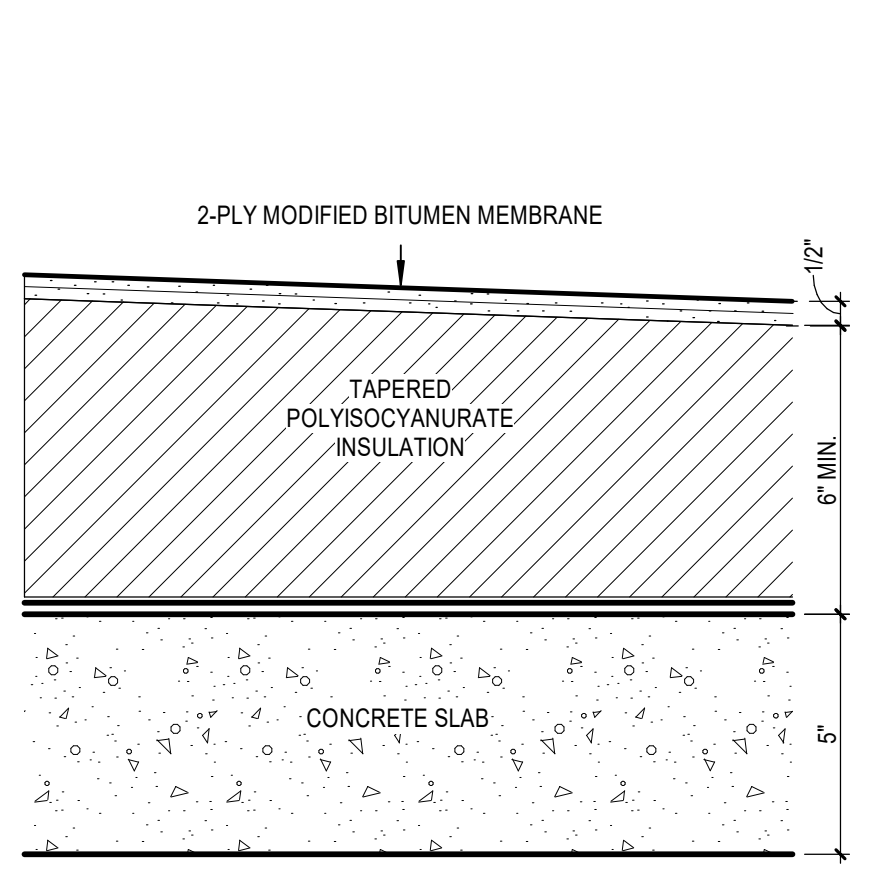 2-PLY MODIFIED BITUMEN MEMBRANE
1/2"
TAPERED
POLYISOCYANURATE
INSULATION
6" MIN.
CONCRETE SLAB
5"